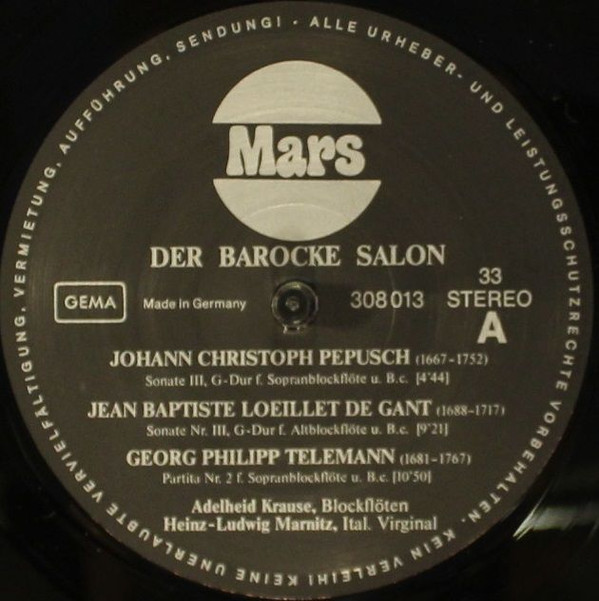 ALLE URHEBER- UND LEISTUNGSSCHUTZRECHTE VORBEHALTEN · KEIN VERLEIH! KEINE UNERLAUBTE VERVIELFÄLTIGUNG, VERMIETUNG, AUFFÜHRUNG, SENDUNG! ·
Mars
DER BAROCKE SALON
GEMA Made in Germany 308 013 33 STEREO
A
JOHANN CHRISTOPH PEPUSCH (1667-1752)
Sonate III, G-Dur f. Sopranblockflöte u. B.c. [4'44]
JEAN BAPTISTE LOEILLET DE GANT (1688-1717)
Sonate Nr. III, G-Dur f. Altblockflöte u. B.c. [9'21]
GEORG PHILIPP TELEMANN (1681-1767)
Partita Nr. 2 f. Sopranblockflöte u. B.c. [10'50]
Adelheid Krause, Blockflöten
Heinz-Ludwig Marnitz, Ital. Virginal